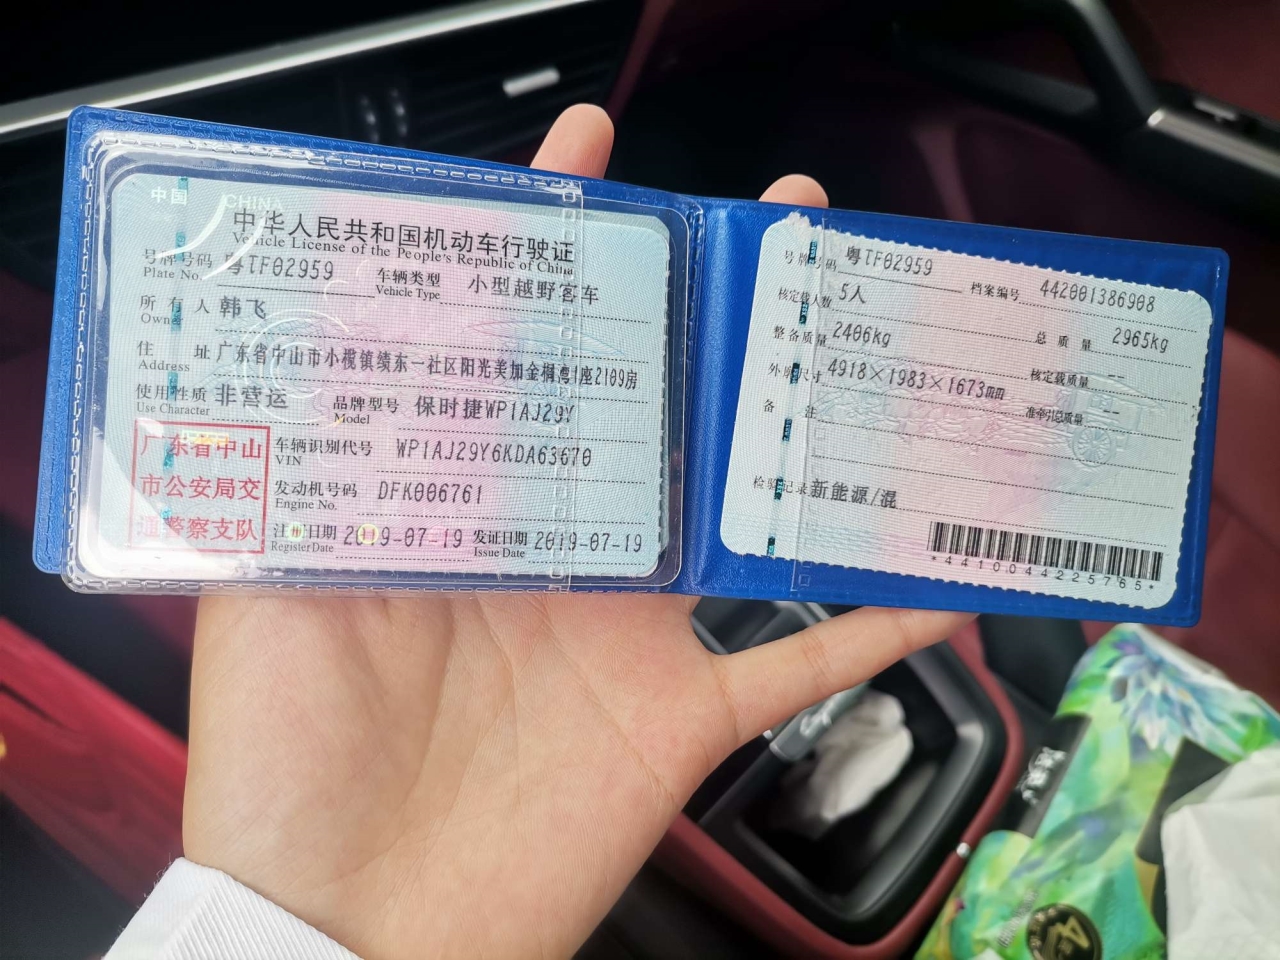 中国 CHINA
中华人民共和国机动车行驶证
Vehicle License of the People's Republic of China
号牌号码 粤TF02959 车辆类型 小型越野客车
Plate No. Vehicle Type
所有人 韩飞
Owner
住址 广东省中山市小榄镇绩东一社区阳光美加金桐湾1座2109房
Address
使用性质 非营运 品牌型号 保时捷WP1AJ29Y
Use Character Model
广东省中山
市公安局交
通警察支队
车辆识别代号 WP1AJ29Y6KDA63670
VIN
发动机号码 DFK006761
Engine No.
注册日期 2019-07-19 发证日期 2019-07-19
Register Date Issue Date
号牌号码 粤TF02959 档案编号 442001386908
核定载人数 5人 总质量 2965kg
整备质量 2406kg 核定载质量 --
外廓尺寸 4918×1983×1673mm 准牵引总质量 --
备注
检验记录 新能源/混
*4410044225765*